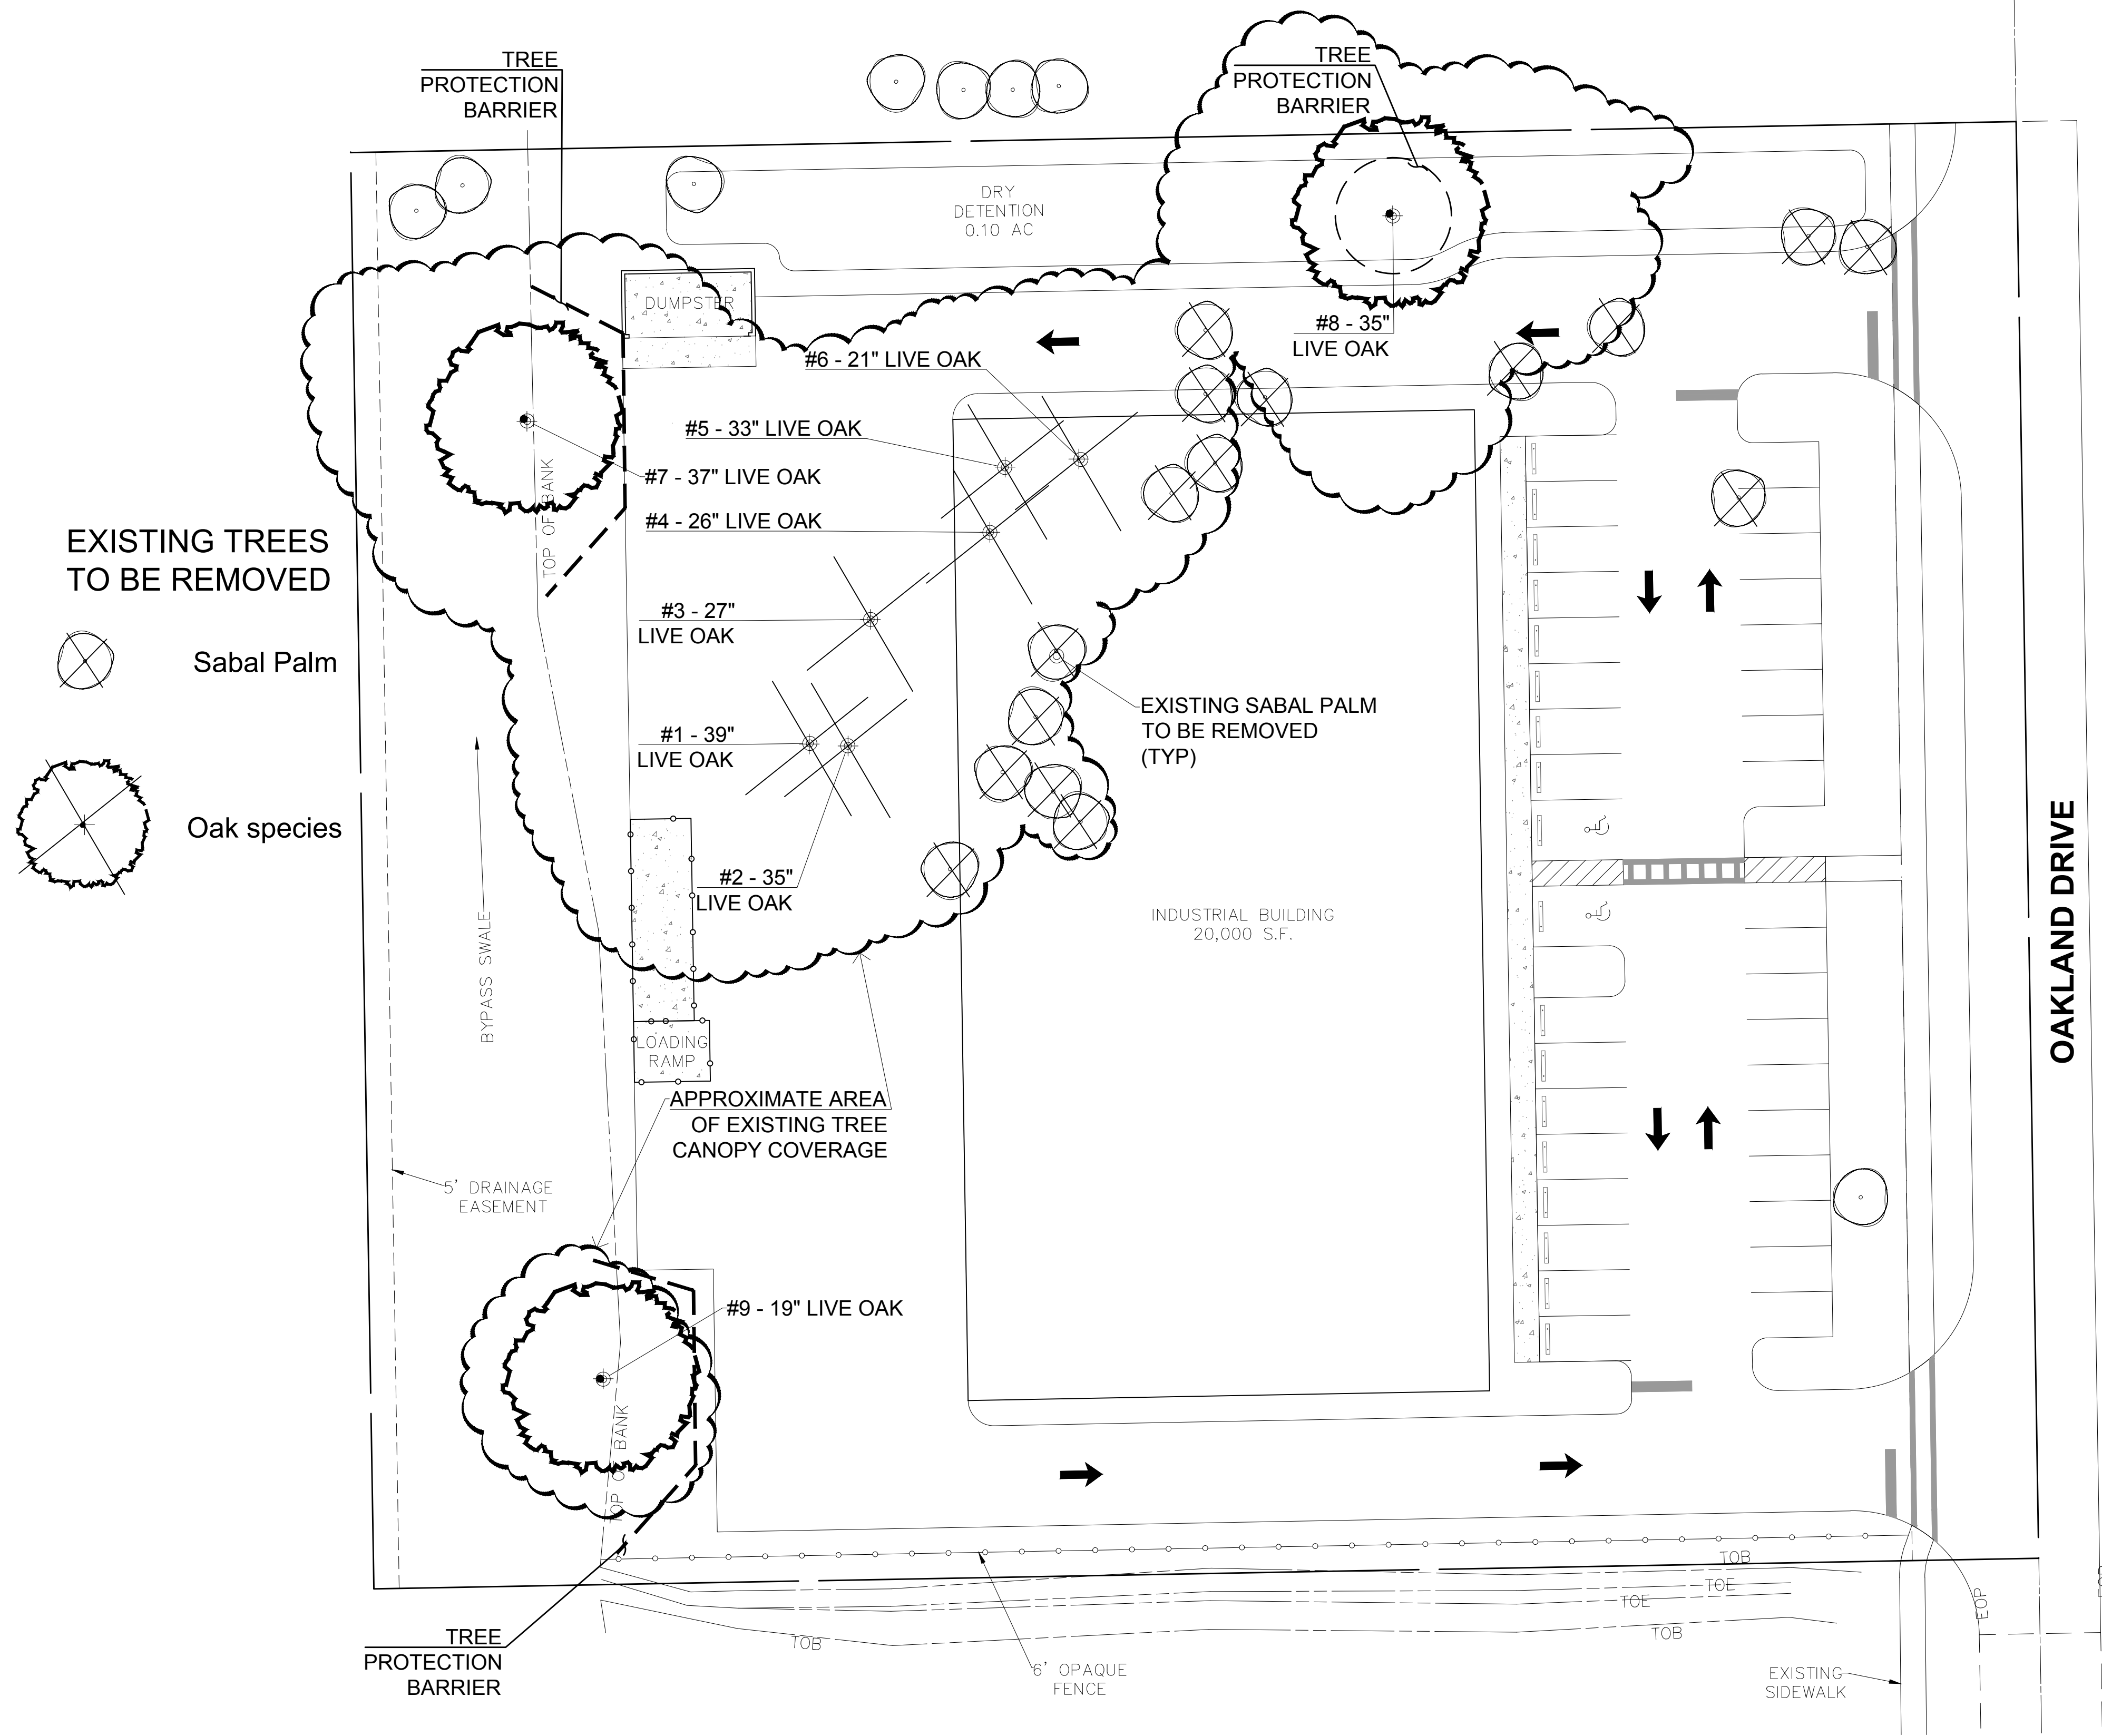 TREE
PROTECTION
BARRIER
TREE
PROTECTION
BARRIER
DRY
DETENTION
0.10 AC
DUMPSTER
#8 - 35"
LIVE OAK
#6 - 21" LIVE OAK
#5 - 33" LIVE OAK
#7 - 37" LIVE OAK
#4 - 26" LIVE OAK
TOP OF BANK
EXISTING TREES
TO BE REMOVED
Sabal Palm
Oak species
#3 - 27"
LIVE OAK
#1 - 39"
LIVE OAK
EXISTING SABAL PALM
TO BE REMOVED
(TYP)
#2 - 35"
LIVE OAK
INDUSTRIAL BUILDING
20,000 S.F.
OAKLAND DRIVE
BYPASS SWALE
LOADING
RAMP
APPROXIMATE AREA
OF EXISTING TREE
CANOPY COVERAGE
5' DRAINAGE
EASEMENT
#9 - 19" LIVE OAK
TOP OF BANK
TOB
TOE
TOE
TOB
TOB
EOP
EOP
TREE
PROTECTION
BARRIER
6' OPAQUE
FENCE
EXISTING
SIDEWALK